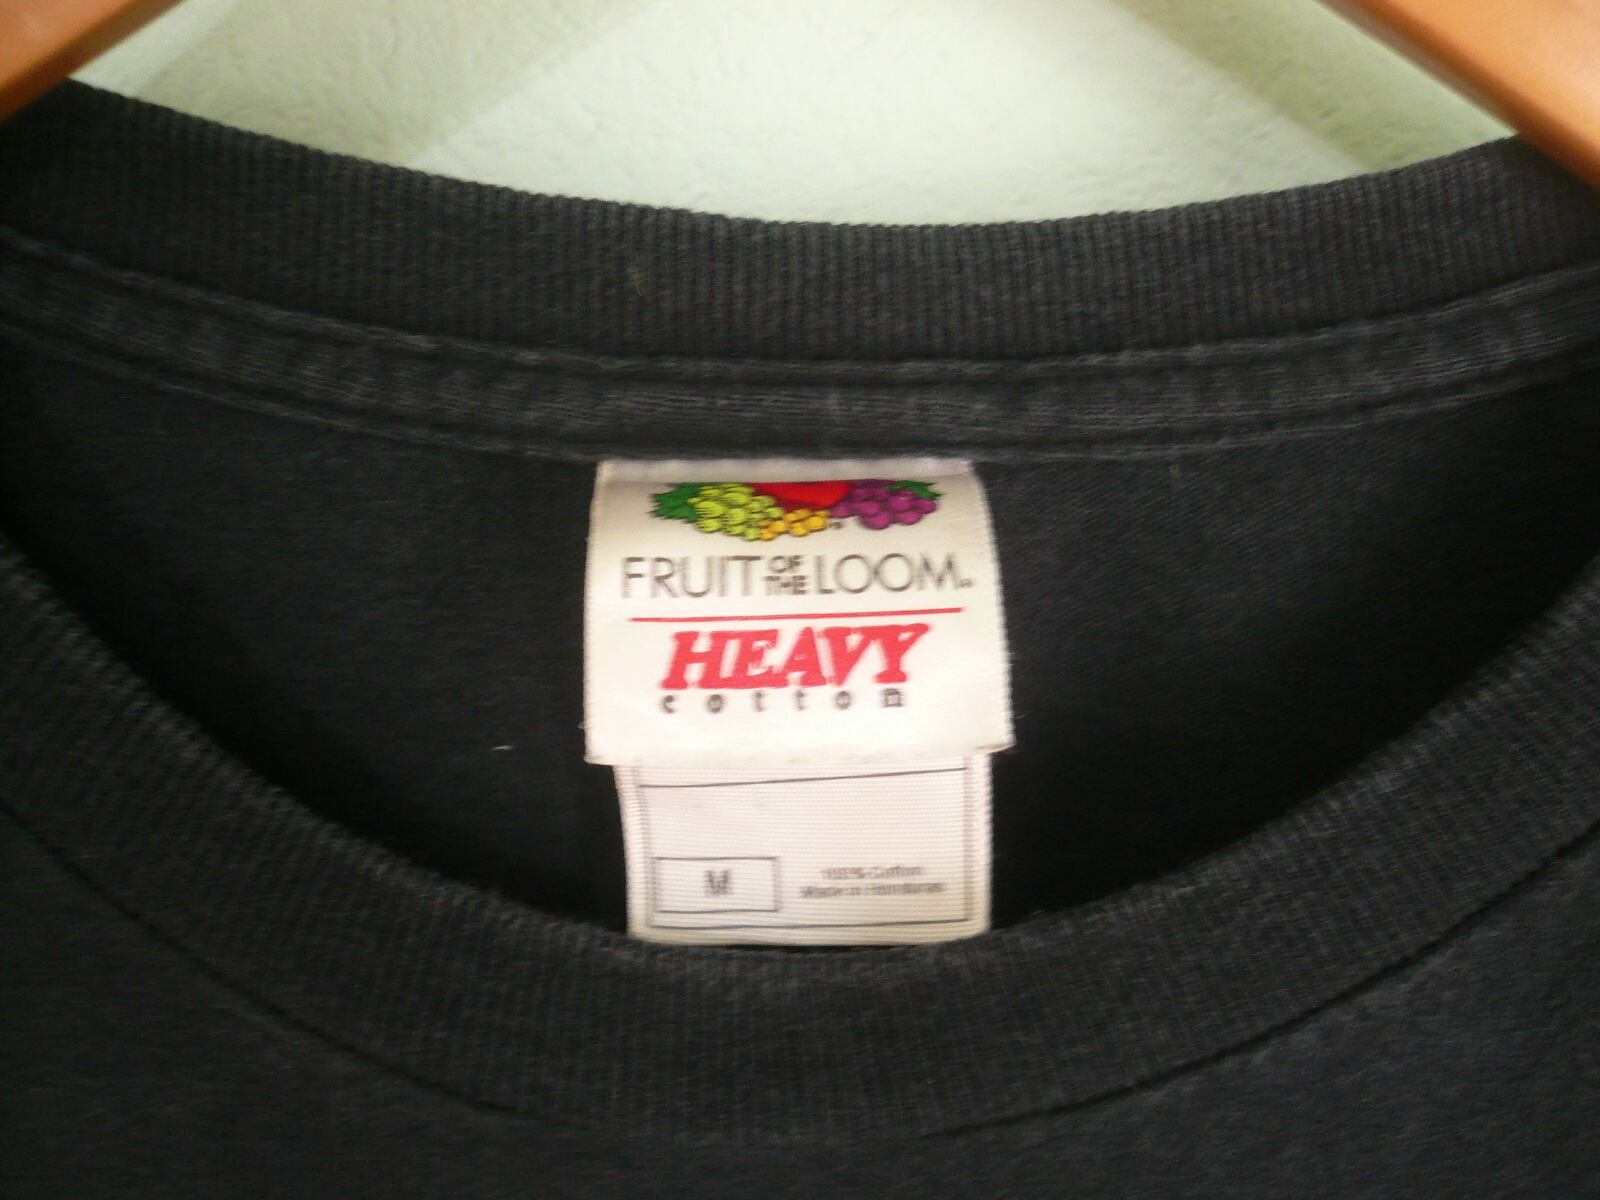 FRUIT OF THE LOOM
HEAVY
cotton
M
100% Cotton
Made in Honduras